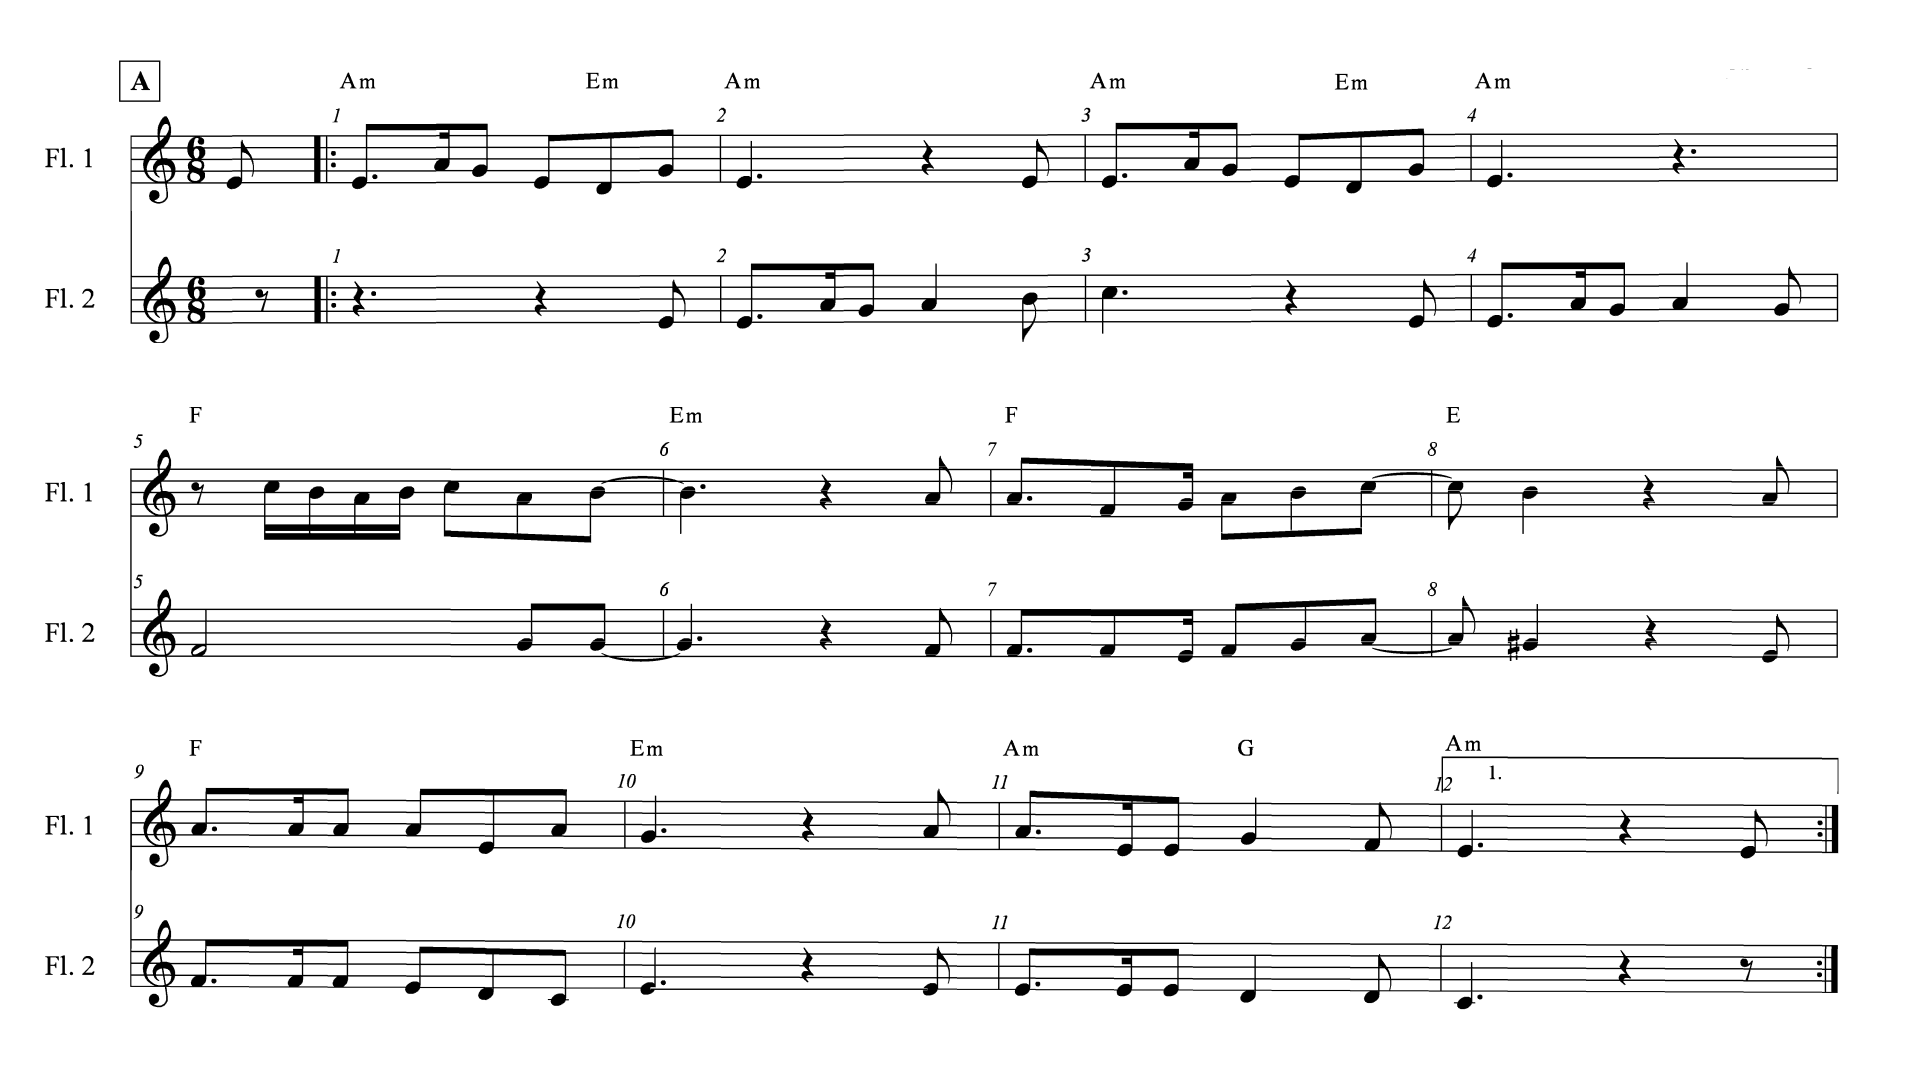 A
Am Em Am Am Em Am
1 2 3 4
Fl. 1 6 8
1 2 3 4
Fl. 2 6 8
F Em F E
5 6 7 8
Fl. 1
5 6 7 8
Fl. 2
F Em Am G Am
9 10 11 12 1.
Fl. 1
9 10 11 12
Fl. 2